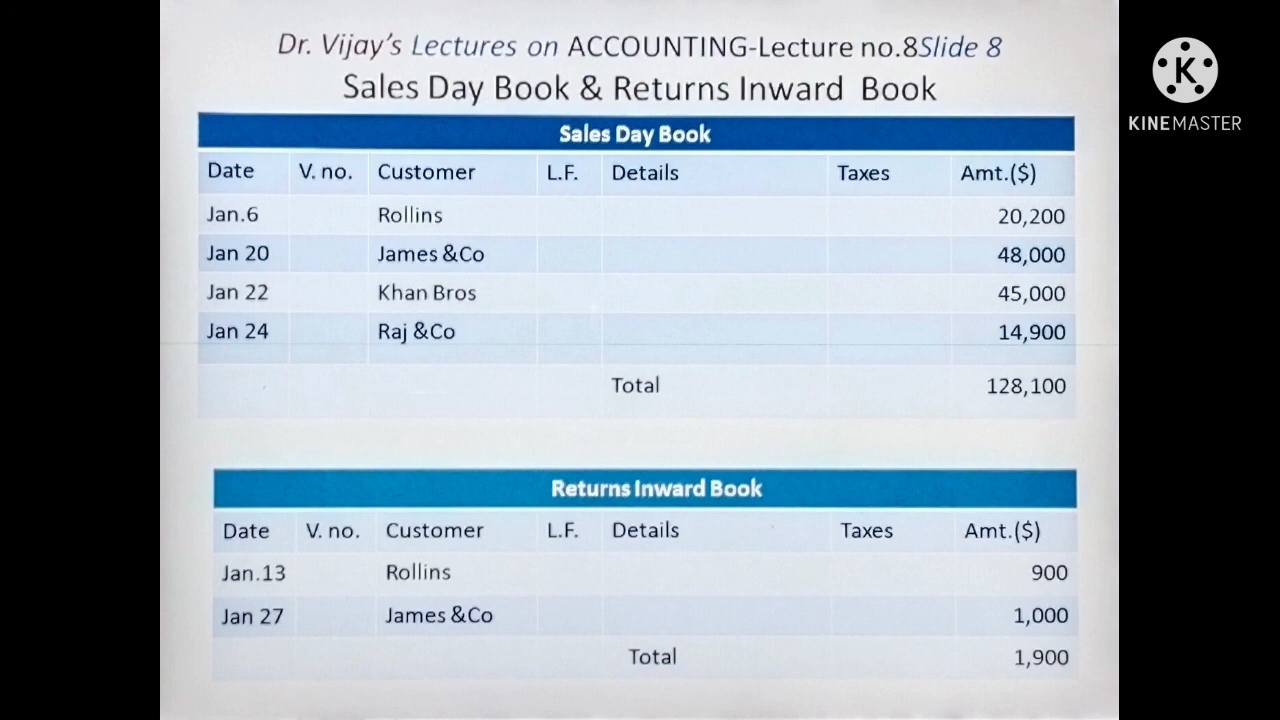 Dr. Vijay's Lectures on ACCOUNTING-Lecture no.8Slide 8
K
KINEMASTER
Sales Day Book & Returns Inward Book
Sales Day Book
Date V. no. Customer L.F. Details Taxes Amt.($)
Jan.6 Rollins 20,200
Jan 20 James &Co 48,000
Jan 22 Khan Bros 45,000
Jan 24 Raj &Co 14,900
Total 128,100
Returns Inward Book
Date V. no. Customer L.F. Details Taxes Amt.($)
Jan.13 Rollins 900
Jan 27 James &Co 1,000
Total 1,900